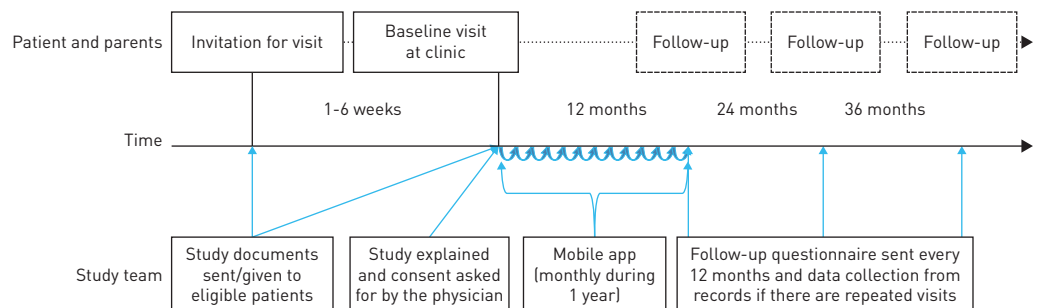 Patient and parents
Invitation for visit
Baseline visit
at clinic
Follow-up
Follow-up
Follow-up
1-6 weeks
12 months
24 months
36 months
Time
Study team
Study documents
sent/given to
eligible patients
Study explained
and consent asked
for by the physician
Mobile app
(monthly during
1 year)
Follow-up questionnaire sent every
12 months and data collection from
records if there are repeated visits